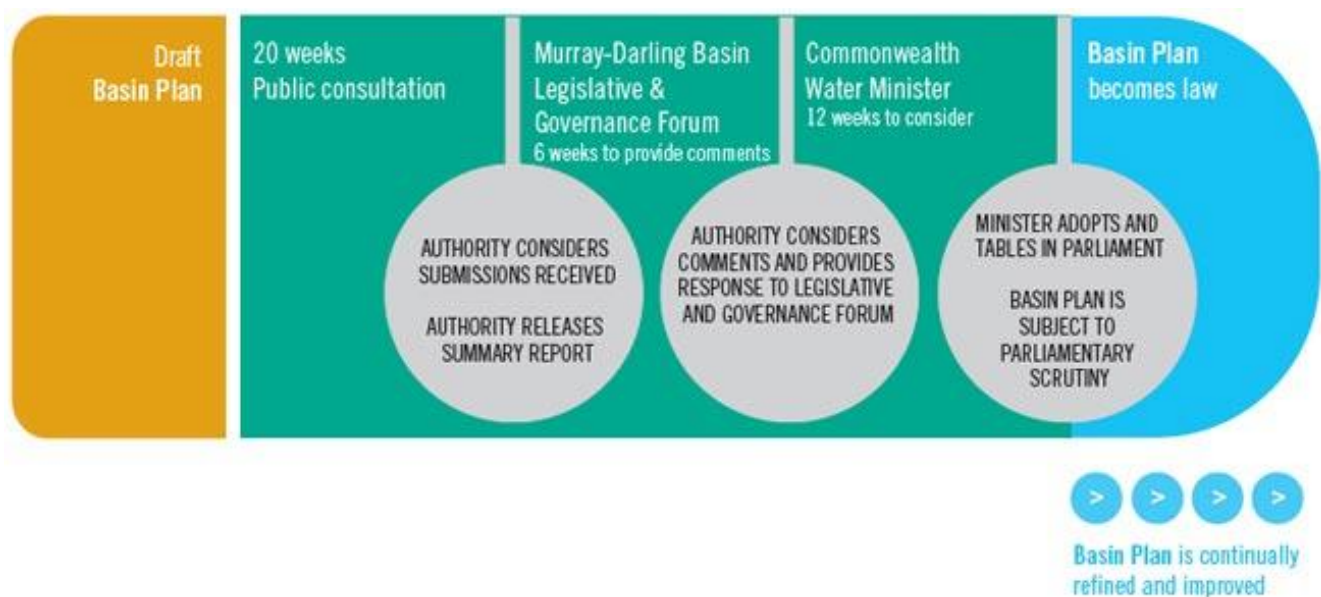 Draft
Basin Plan
20 weeks
Public consultation
Murray-Darling Basin
Legislative &
Governance Forum
6 weeks to provide comments
Commonwealth
Water Minister
12 weeks to consider
Basin Plan
becomes law
AUTHORITY CONSIDERS
SUBMISSIONS RECEIVED
AUTHORITY RELEASES
SUMMARY REPORT
AUTHORITY CONSIDERS
COMMENTS AND PROVIDES
RESPONSE TO LEGISLATIVE
AND GOVERNANCE FORUM
MINISTER ADOPTS AND
TABLES IN PARLIAMENT
BASIN PLAN IS
SUBJECT TO
PARLIAMENTARY
SCRUTINY
> > > >
Basin Plan is continually
refined and improved